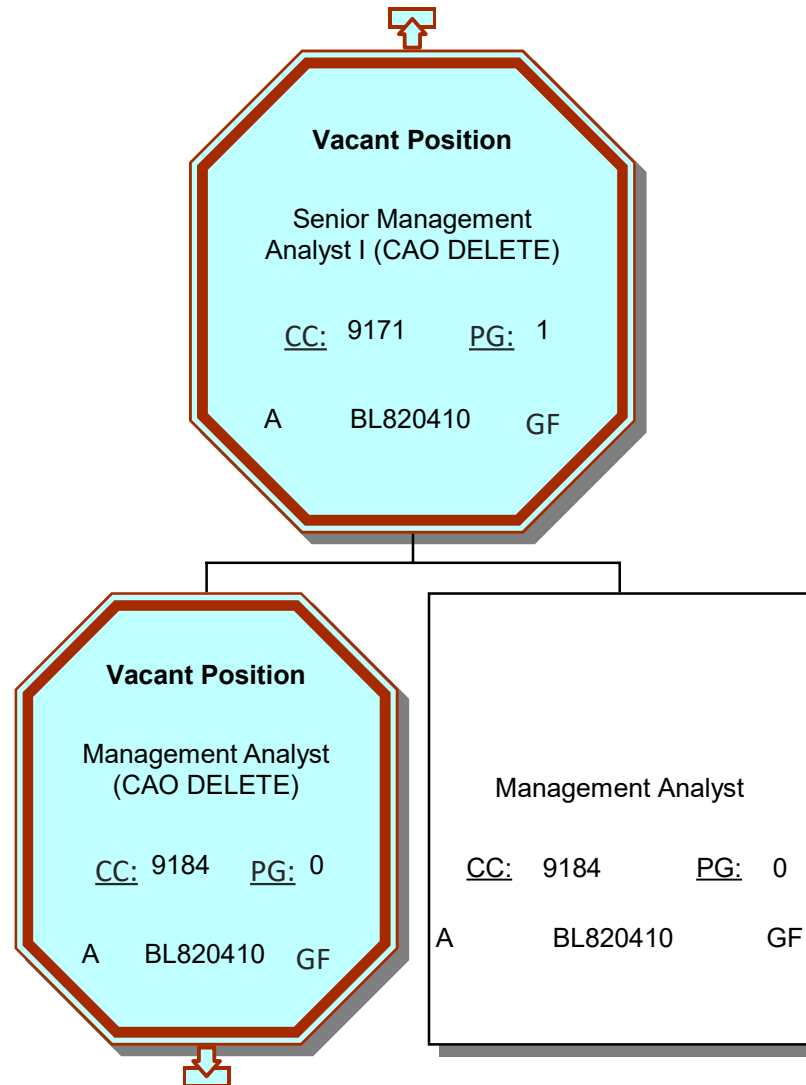 Vacant Position
Senior Management
Analyst I (CAO DELETE)
CC: 9171 PG: 1
A BL820410 GF
Vacant Position
Management Analyst
(CAO DELETE)
CC: 9184 PG: 0
A BL820410 GF
Management Analyst
CC: 9184 PG: 0
A BL820410 GF